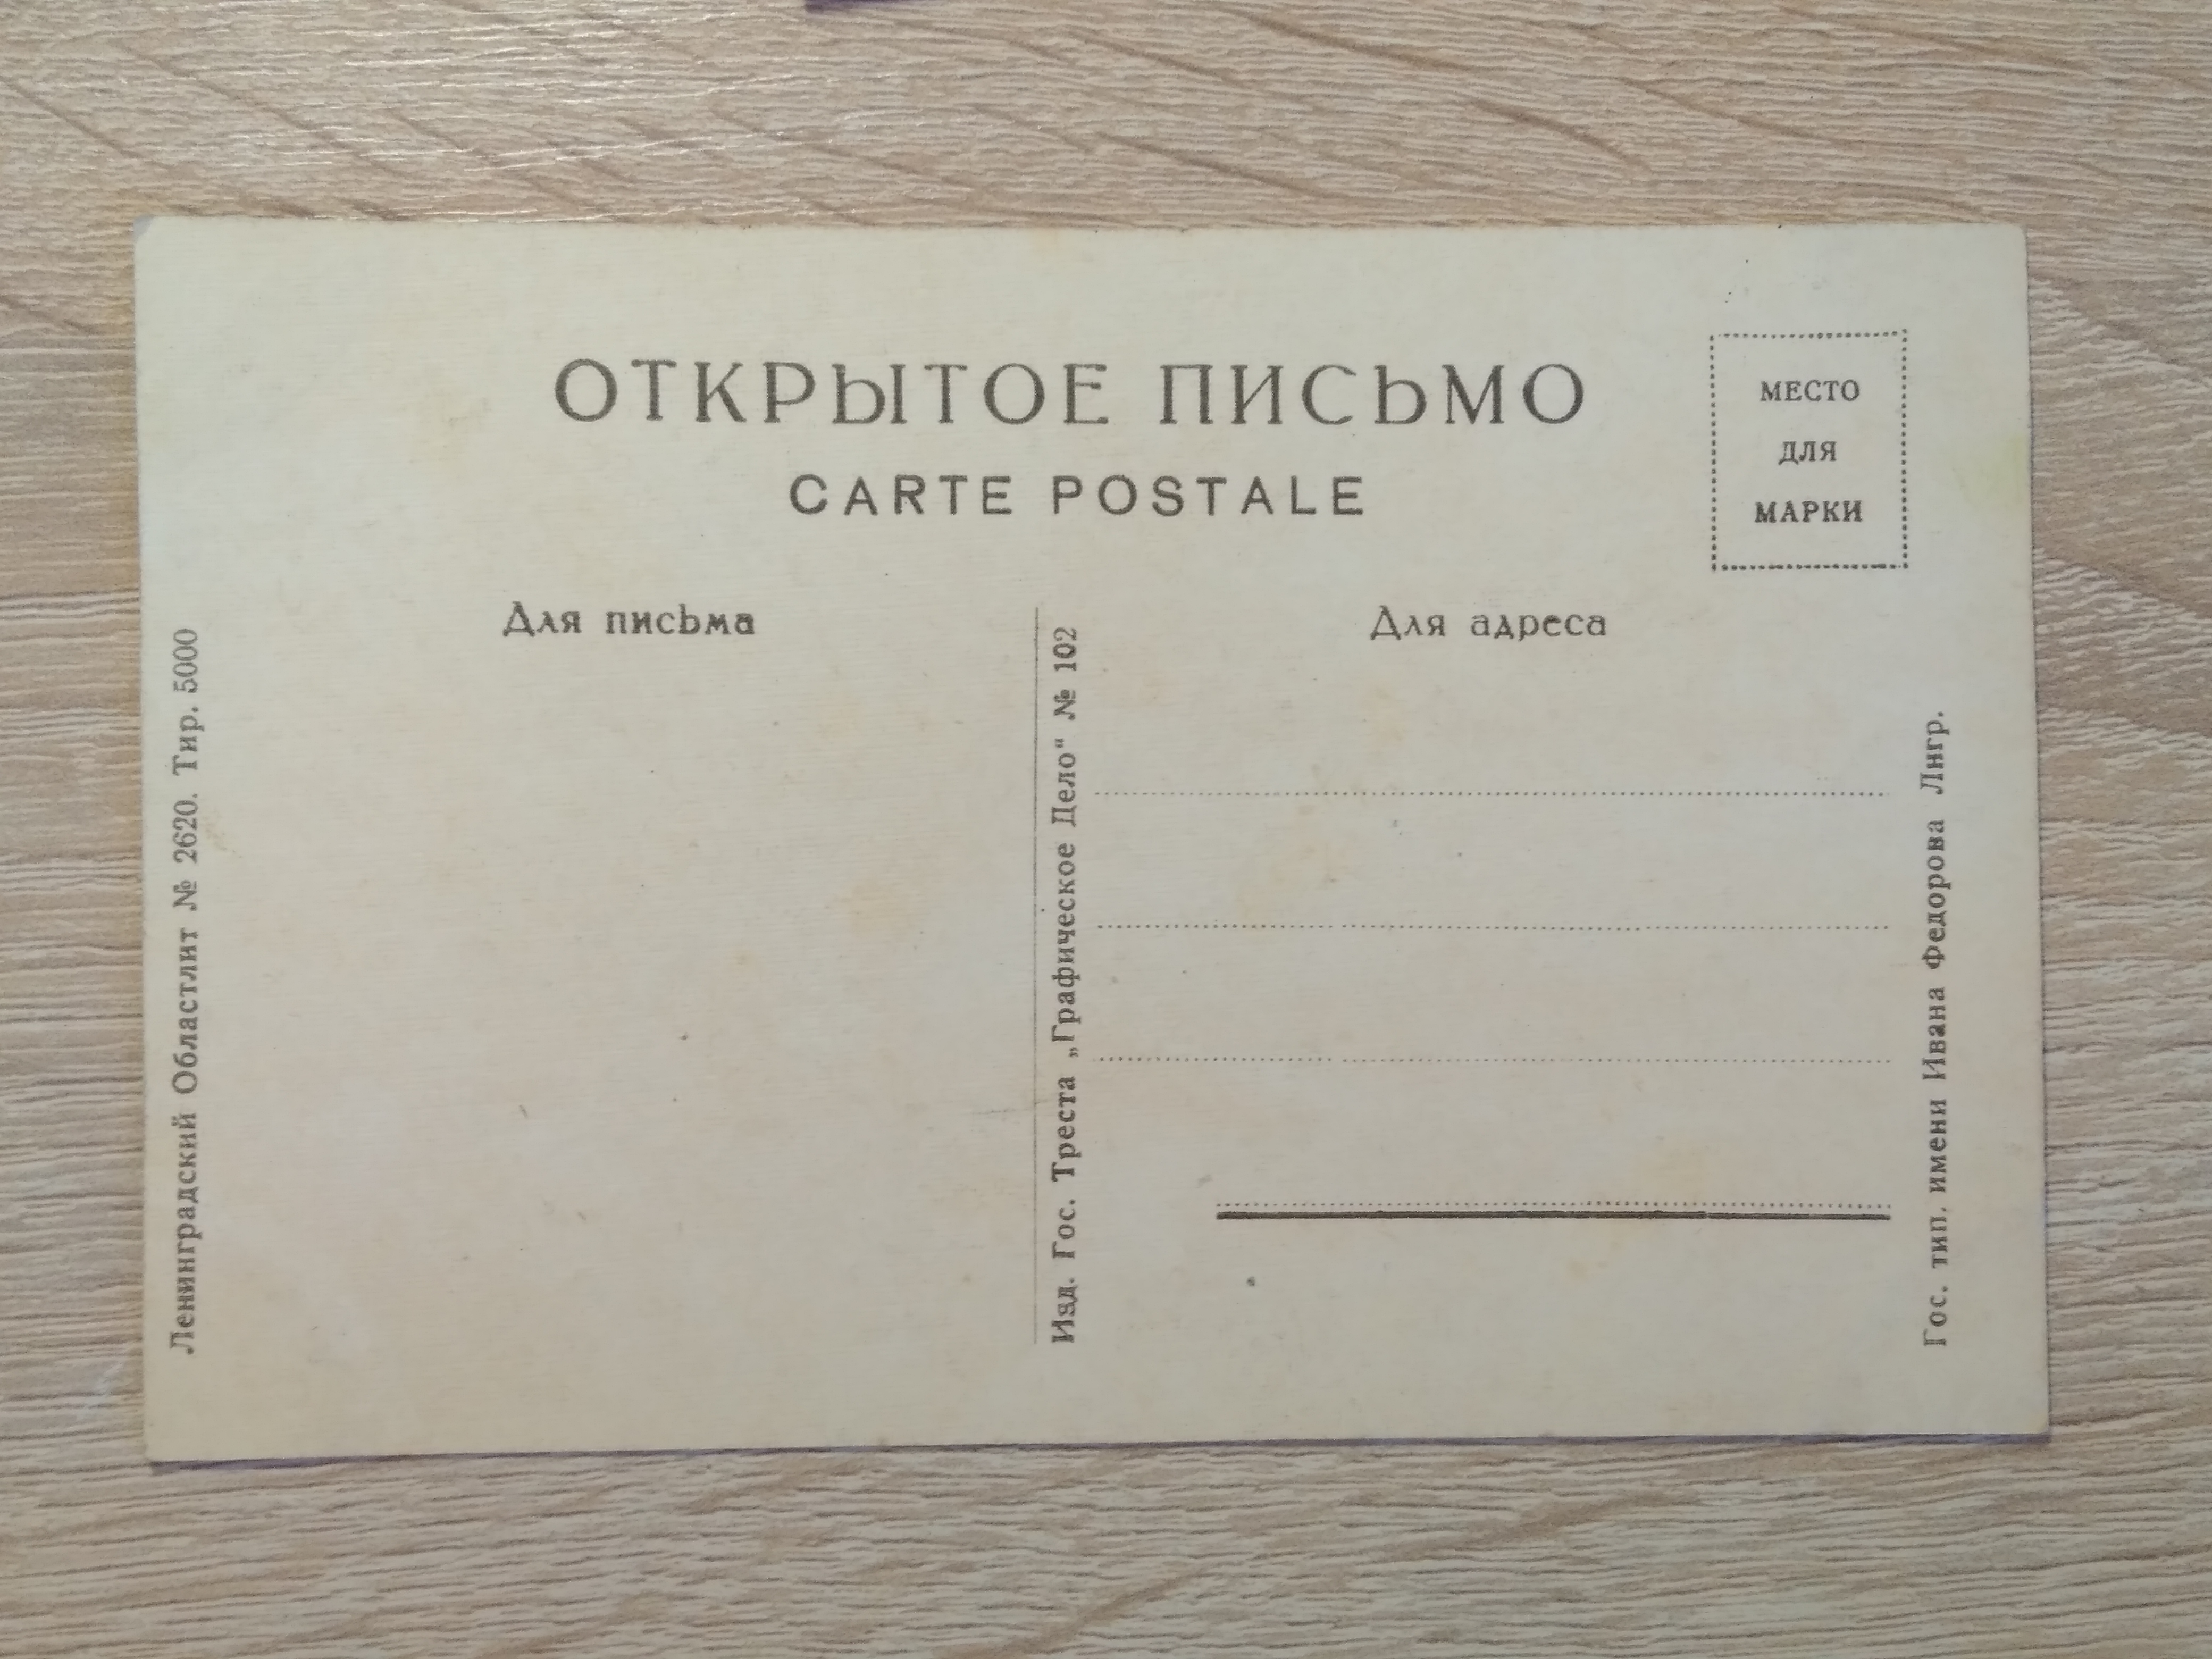 ОТКРЫТОЕ ПИСЬМО
CARTE POSTALE
МЕСТО
ДЛЯ
МАРКИ
Для письма
Для адреса
Ленинградский Областлит № 2620. Тир. 5000
Изд. Гос. Треста „Графическое Дело“ № 102
Гос. тип. имени Ивана Федорова Лнгр.